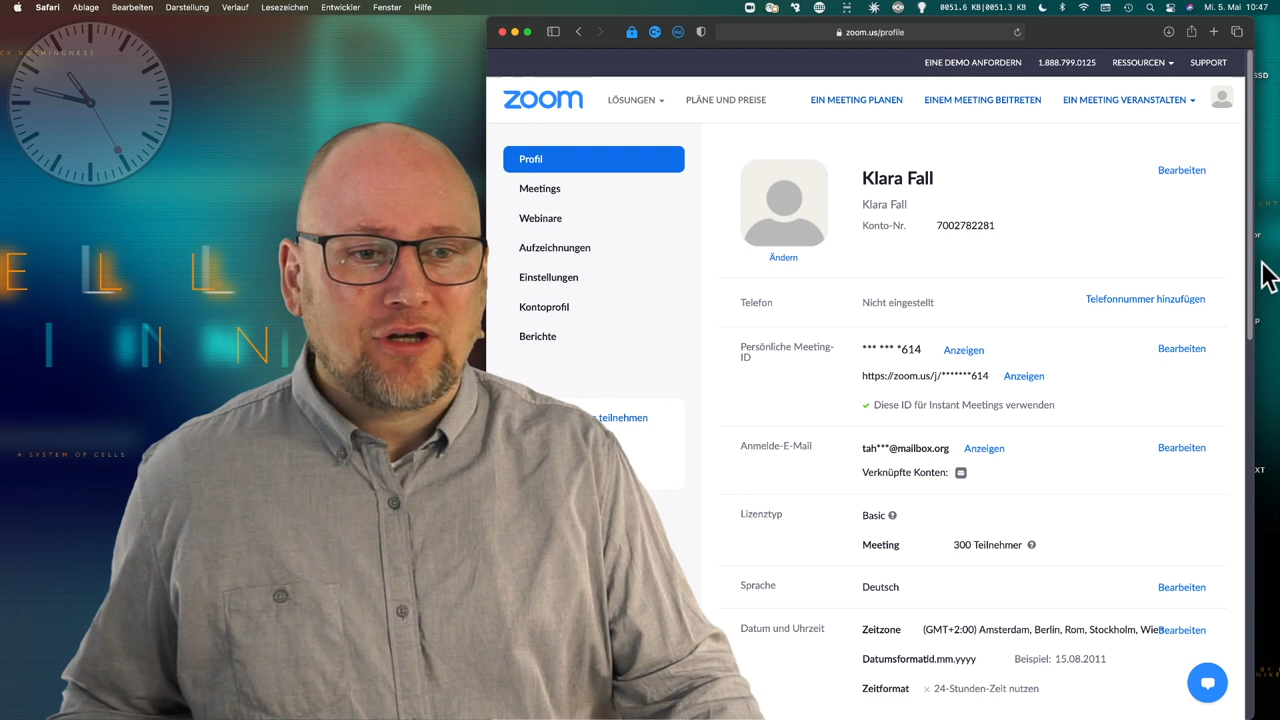 Safari Ablage Bearbeiten Darstellung Verlauf Lesezeichen Entwickler Fenster Hilfe
Mi. 5. Mai 10:47
zoom.us/profile
EINE DEMO ANFORDERN 1.888.799.0125 RESSOURCEN SUPPORT
zoom LÖSUNGEN PLÄNE UND PREISE EIN MEETING PLANEN EINEM MEETING BEITRETEN EIN MEETING VERANSTALTEN
Profil
Meetings
Webinare
Aufzeichnungen
Einstellungen
Kontoprofil
Berichte
teilnehmen
Klara Fall Bearbeiten
Klara Fall
Konto-Nr. 7002782281
Ändern
Telefon Nicht eingestellt Telefonnummer hinzufügen
Persönliche Meeting-
ID
*** *** *614 Anzeigen Bearbeiten
https://zoom.us/j/*******614 Anzeigen
Diese ID für Instant Meetings verwenden
Anmelde-E-Mail tah***@mailbox.org Anzeigen Bearbeiten
Verknüpfte Konten:
Lizenztyp Basic
Meeting 300 Teilnehmer
Sprache Deutsch Bearbeiten
Datum und Uhrzeit Zeitzone (GMT+2:00) Amsterdam, Berlin, Rom, Stockholm, Wien Bearbeiten
Datumsformat dd.mm.yyyy Beispiel: 15.08.2011
Zeitformat × 24-Stunden-Zeit nutzen
CK NOTHINGNESS
E L L
I N N
A SYSTEM OF CELLS
SSD